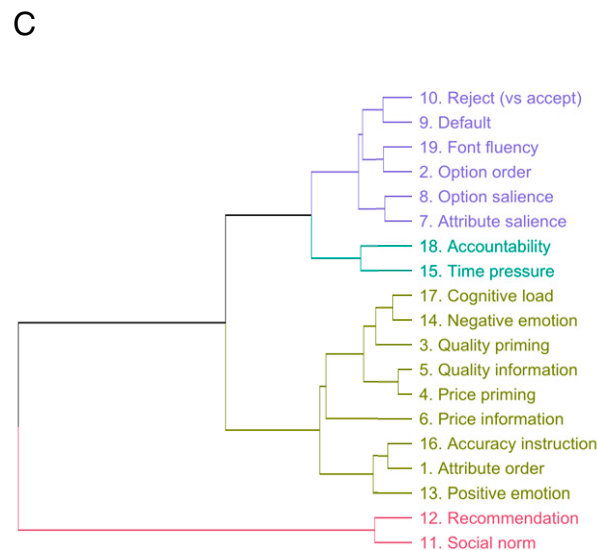 C
10. Reject (vs accept)
9. Default
19. Font fluency
2. Option order
8. Option salience
7. Attribute salience
18. Accountability
15. Time pressure
17. Cognitive load
14. Negative emotion
3. Quality priming
5. Quality information
4. Price priming
6. Price information
16. Accuracy instruction
1. Attribute order
13. Positive emotion
12. Recommendation
11. Social norm